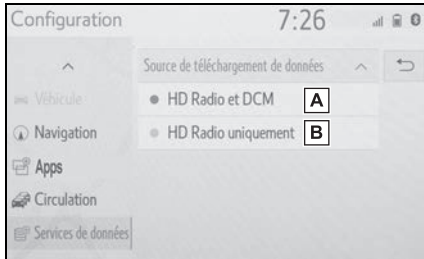 Configuration
7:26
Source de téléchargement de données
HD Radio et DCM
A
Véhicule
HD Radio uniquement
B
Navigation
Apps
Circulation
Services de données